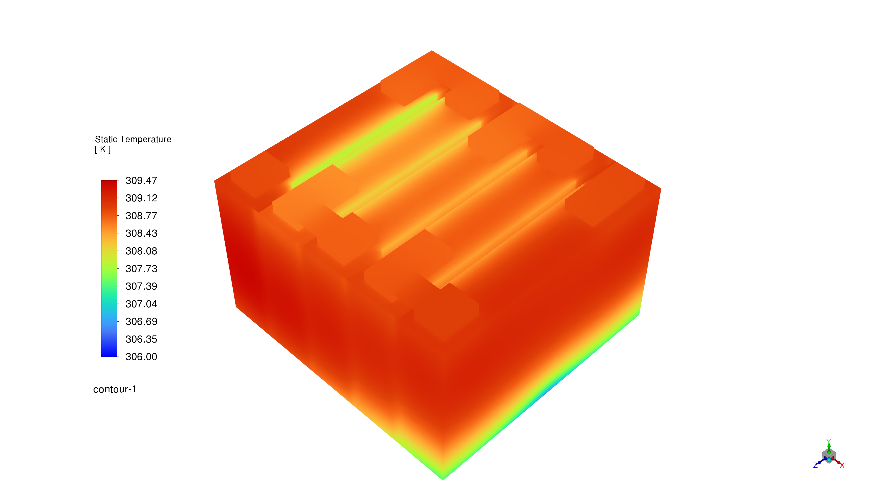 Static Temperature
[ K ]
309.47
309.12
308.77
308.43
308.08
307.73
307.39
307.04
306.69
306.35
306.00
contour-1
Y
Z
X